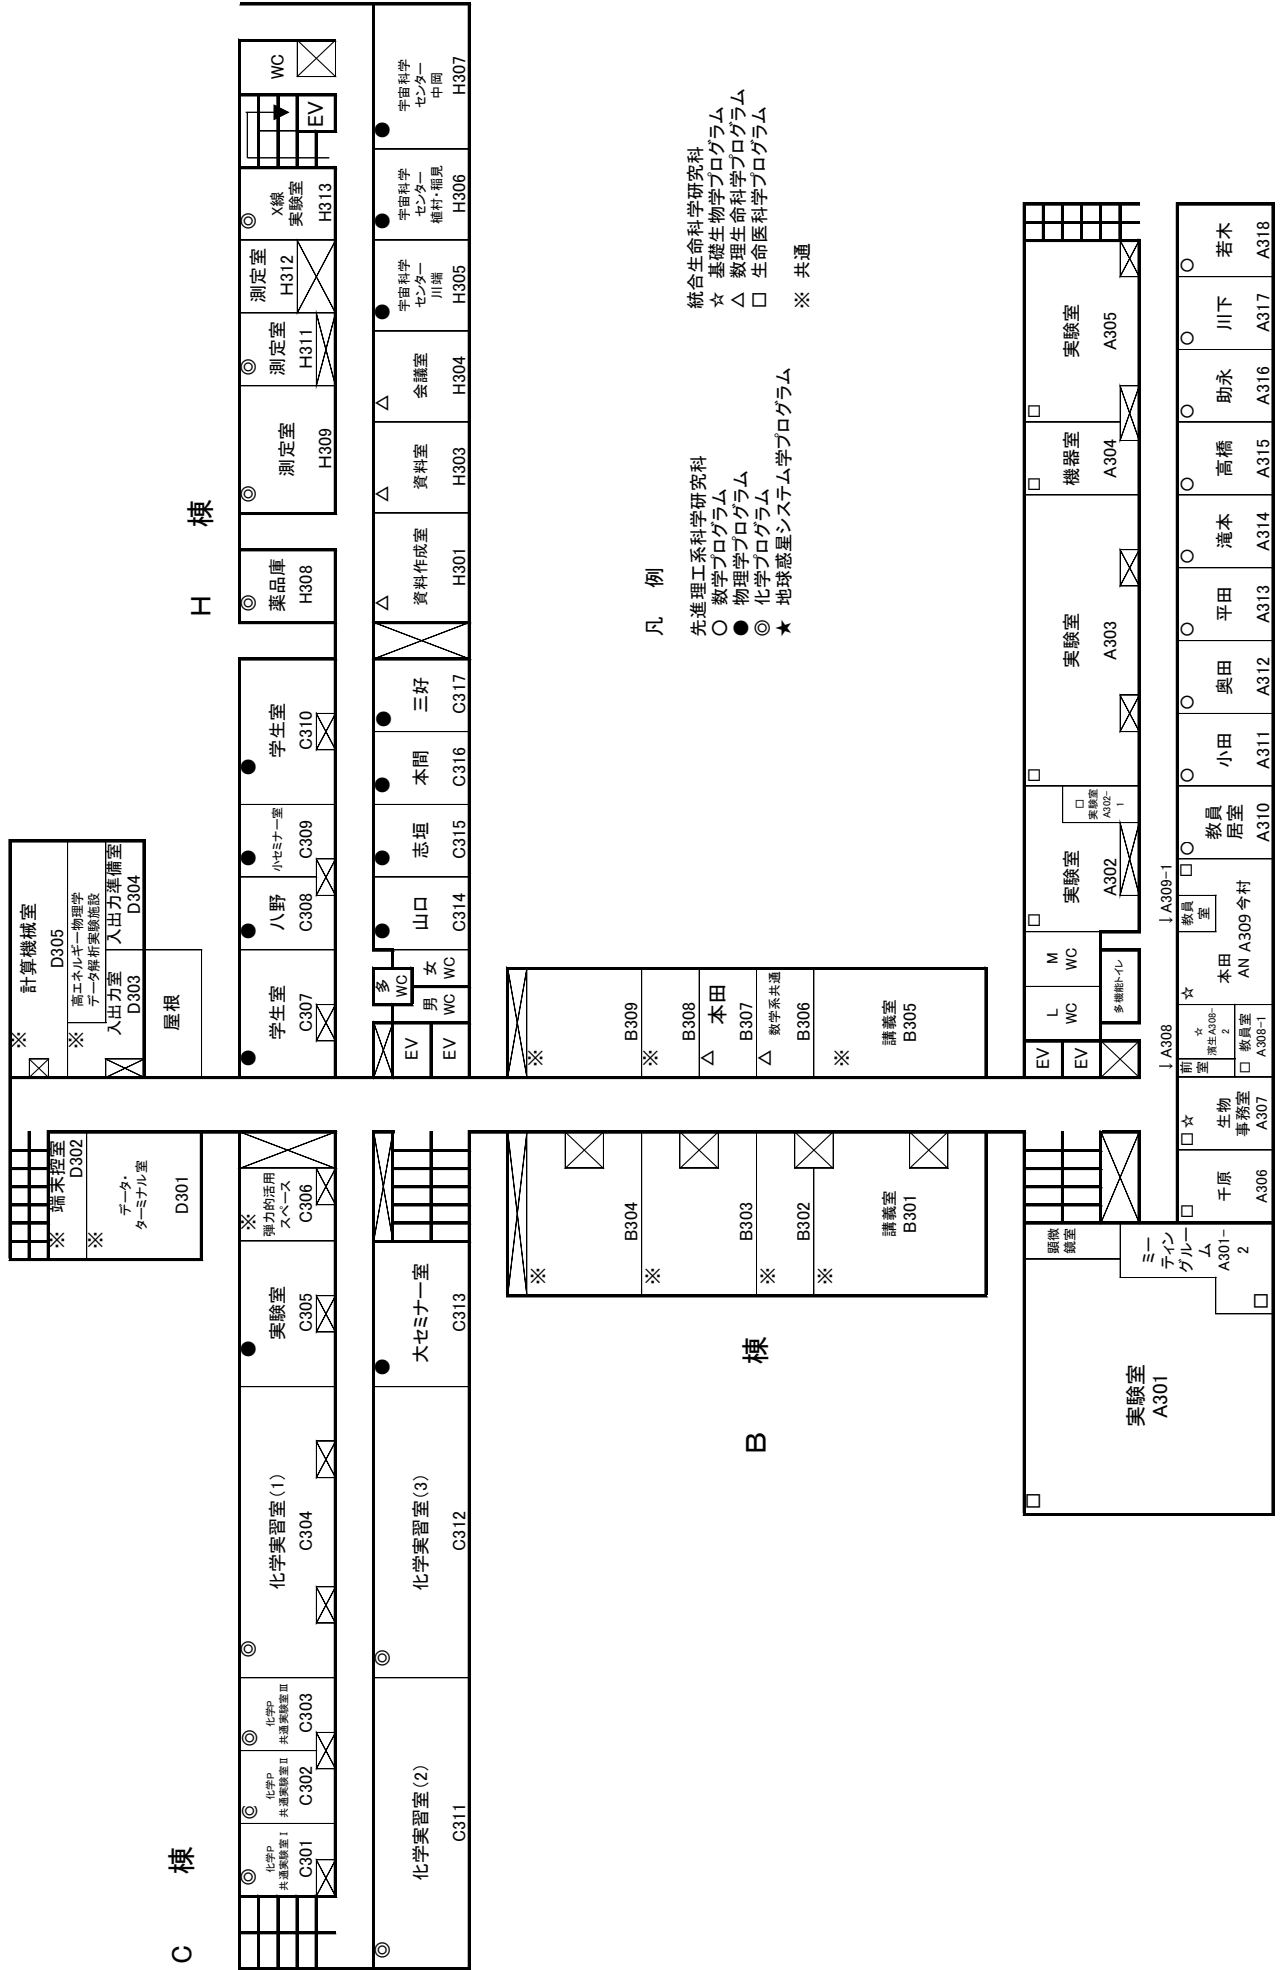 C 棟
H 棟
B 棟
※
端末控室
D302
※
データ・
ターミナル室
D301
※
計算機械室
D305
※
高エネルギー物理学
データ解析実験施設
入出力室
D303
入出力準備室
D304
屋根
◎
化学P
共通実験室Ⅰ
C301
◎
化学P
共通実験室Ⅱ
C302
◎
化学P
共通実験室Ⅲ
C303
◎
化学実習室(1)
C304
●
実験室
C305
※
弾力的活用
スペース
C306
●
学生室
C307
●
八野
C308
●
小セミナー室
C309
●
学生室
C310
◎
薬品庫
H308
◎
測定室
H309
◎
測定室
H311
測定室
H312
◎
X線
実験室
H313
EV
WC
◎
化学実習室(2)
C311
◎
化学実習室(3)
C312
●
大セミナー室
C313
EV
EV
多
WC
男
WC
女
WC
●
山口
C314
●
志垣
C315
●
本間
C316
●
三好
C317
△
資料作成室
H301
△
資料室
H303
△
会議室
H304
●
宇宙科学
センター
川端
H305
●
宇宙科学
センター
植村・稲見
H306
●
宇宙科学
センター
中岡
H307
※
B304
※
B303
※
B302
※
講義室
B301
※
B309
※
B308
△
本田
B307
△
数学系共通
B306
※
講義室
B305
凡 例
先進理工系科学研究科
○ 数学プログラム
● 物理学プログラム
◎ 化学プログラム
★ 地球惑星システム学プログラム
統合生命科学研究科
☆ 基礎生物学プログラム
△ 数理生命科学プログラム
□ 生命医科学プログラム
※ 共通
□
実験室
A301
顕微
鏡室
ミー
ティン
グルー
ム
A301-
2
□
EV
EV
L
WC
M
WC
多機能トイレ
□
実験室
A302
□
実験室
A302-
1
□
実験室
A303
□
機器室
A304
□
実験室
A305
↓A308
↓A309-1
□
千原
A306
□☆
生物
事務室
A307
前
室
☆
濱生A308-
2
□ 教員室
A308-1
☆
本田
AN A309 今村
教員
室
□
○
教員
居室
A310
○
小田
A311
○
奥田
A312
○
平田
A313
○
滝本
A314
○
高橋
A315
○
助永
A316
○
川下
A317
○
若木
A318